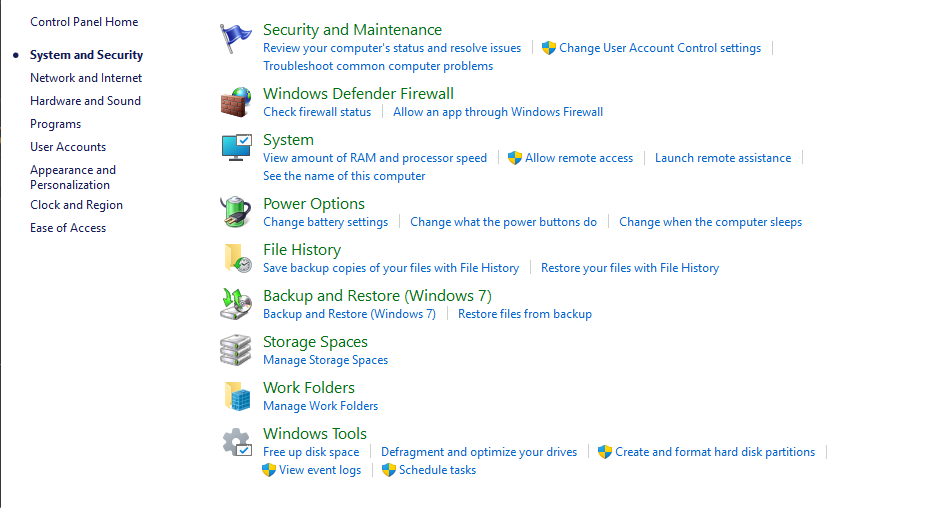 Control Panel Home
System and Security
Network and Internet
Hardware and Sound
Programs
User Accounts
Appearance and
Personalization
Clock and Region
Ease of Access
Security and Maintenance
Review your computer's status and resolve issues Change User Account Control settings
Troubleshoot common computer problems
Windows Defender Firewall
Check firewall status Allow an app through Windows Firewall
System
View amount of RAM and processor speed Allow remote access Launch remote assistance
See the name of this computer
Power Options
Change battery settings Change what the power buttons do Change when the computer sleeps
File History
Save backup copies of your files with File History Restore your files with File History
Backup and Restore (Windows 7)
Backup and Restore (Windows 7) Restore files from backup
Storage Spaces
Manage Storage Spaces
Work Folders
Manage Work Folders
Windows Tools
Free up disk space Defragment and optimize your drives Create and format hard disk partitions
View event logs Schedule tasks